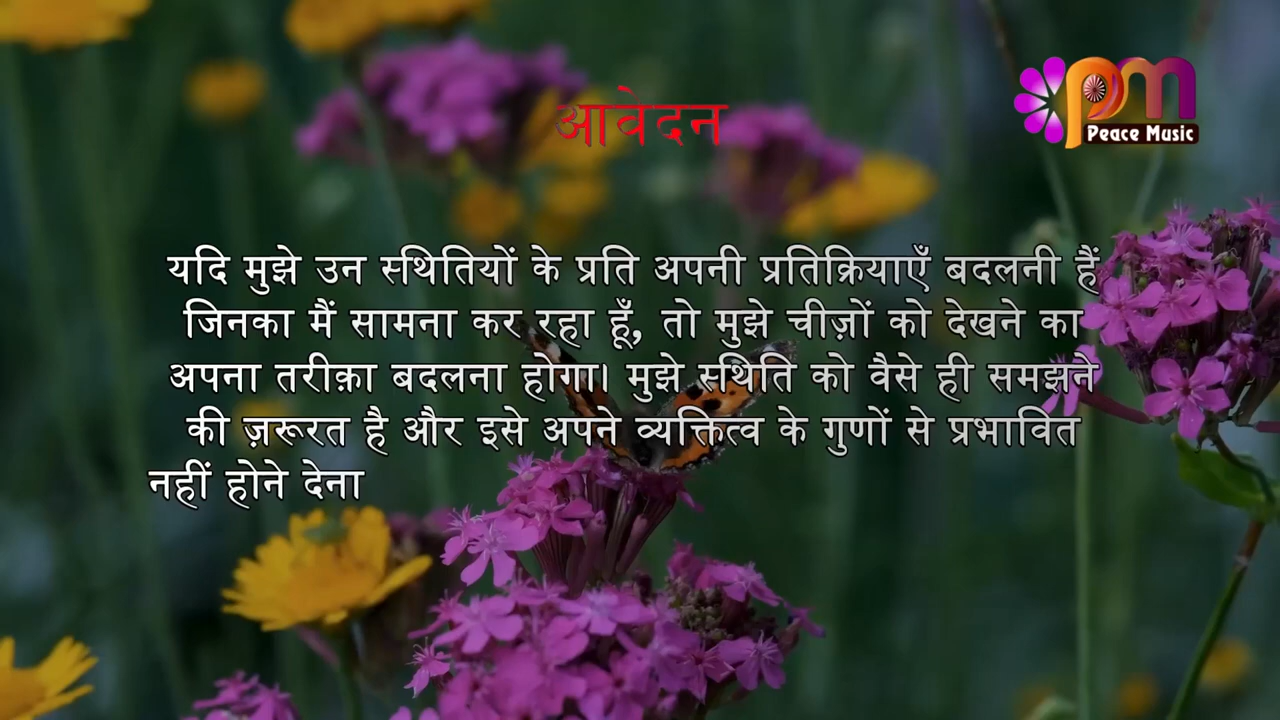 आवेदन
pm
Peace Music
यदि मुझे उन स्थितियों के प्रति अपनी प्रतिक्रियाएँ बदलनी हैं
जिनका मैं सामना कर रहा हूँ, तो मुझे चीज़ों को देखने का
अपना तरीक़ा बदलना होगा। मुझे स्थिति को वैसे ही समझने
की ज़रूरत है और इसे अपने व्यक्तित्व के गुणों से प्रभावित
नहीं होने देना